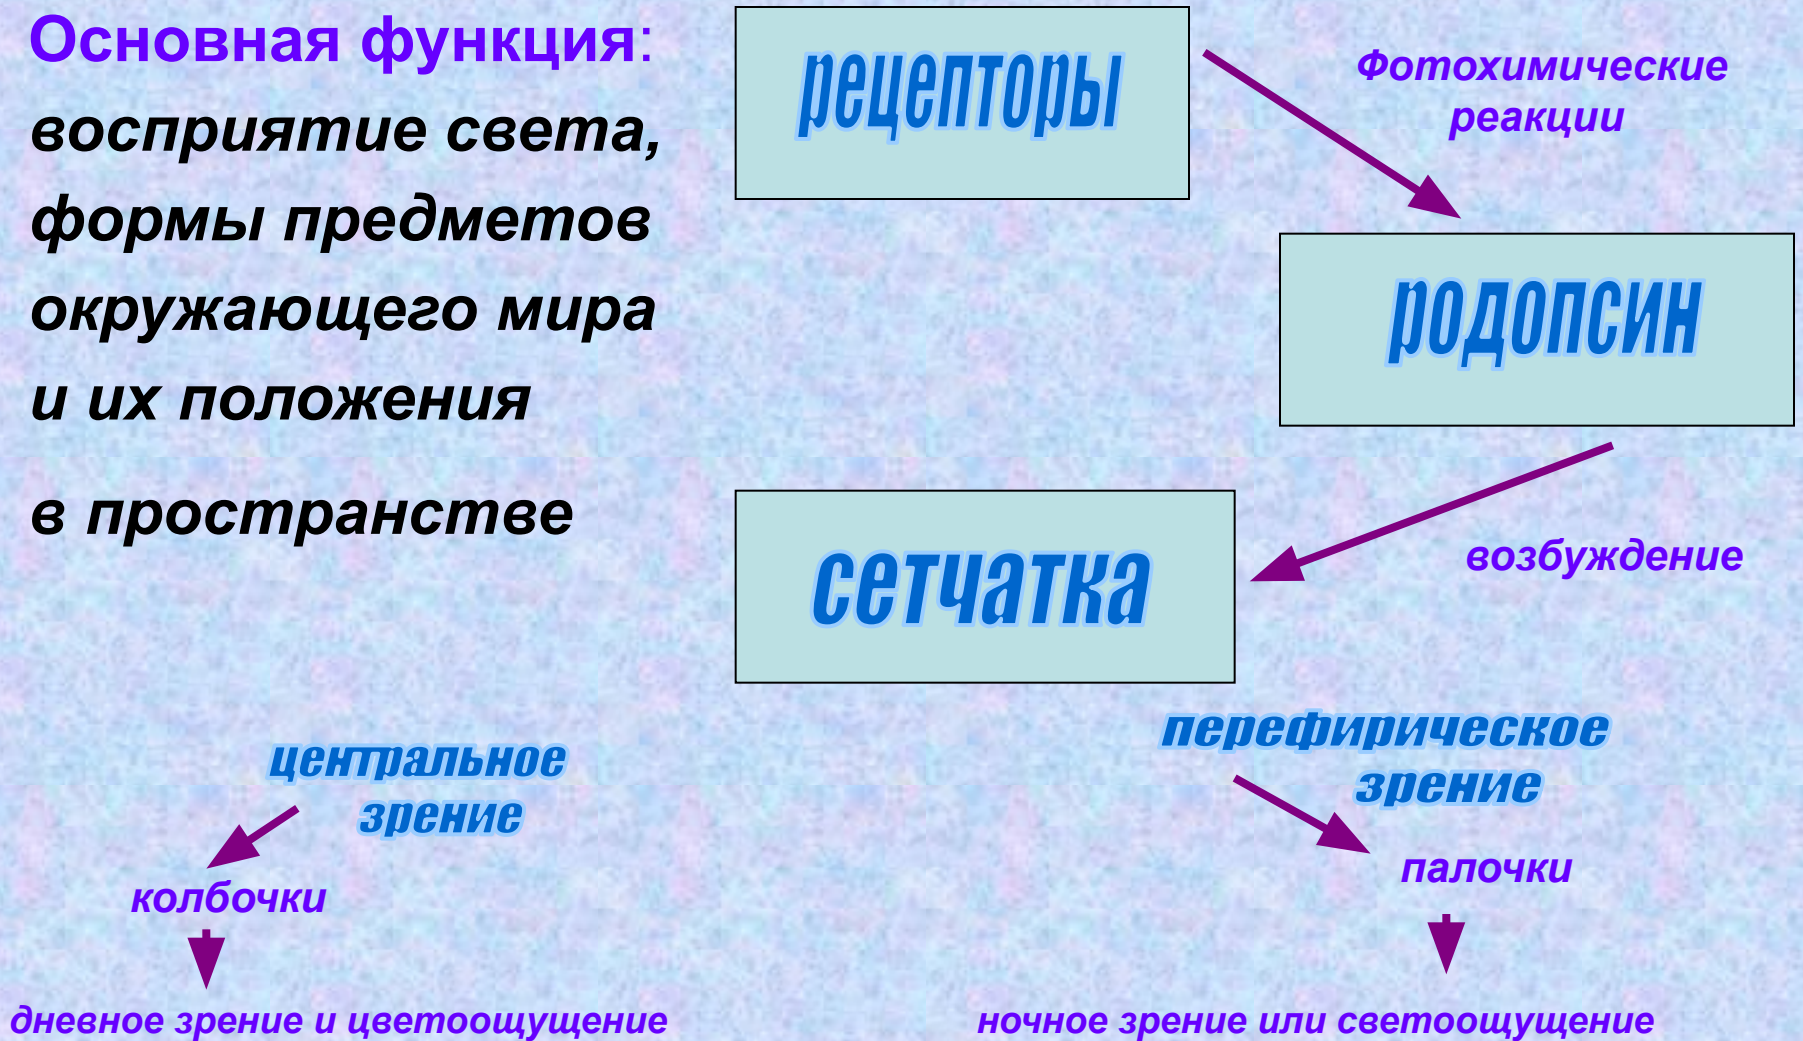 Основная функция:
восприятие света,
формы предметов
окружающего мира
и их положения
в пространстве
рецепторы
Фотохимические
реакции
родопсин
возбуждение
сетчатка
центральное
зрение
колбочки
дневное зрение и цветоощущение
перефирическое
зрение
палочки
ночное зрение или светоощущение